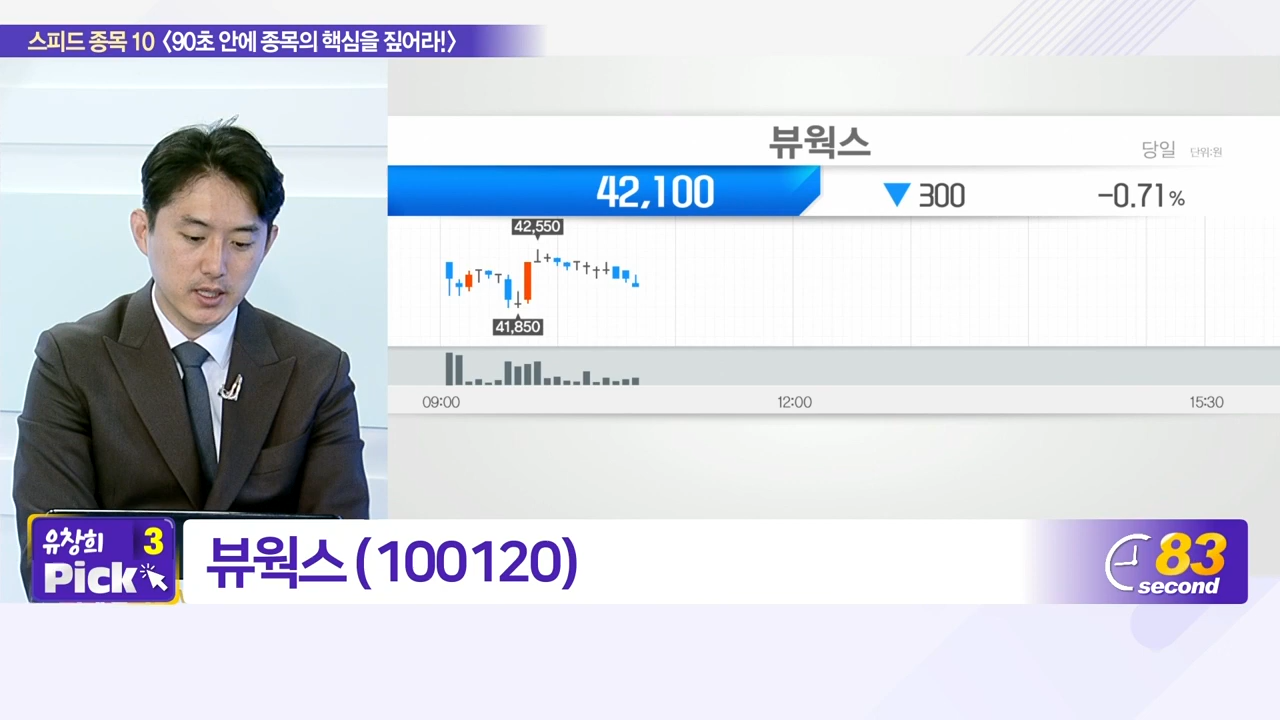 스피드 종목 10 <90초 안에 종목의 핵심을 짚어라!>
뷰웍스
당일 단위:원
42,100 ▼300 -0.71%
42,550
41,850
09:00 12:00 15:30
유창희 3
Pick
뷰웍스 (100120)
83
second